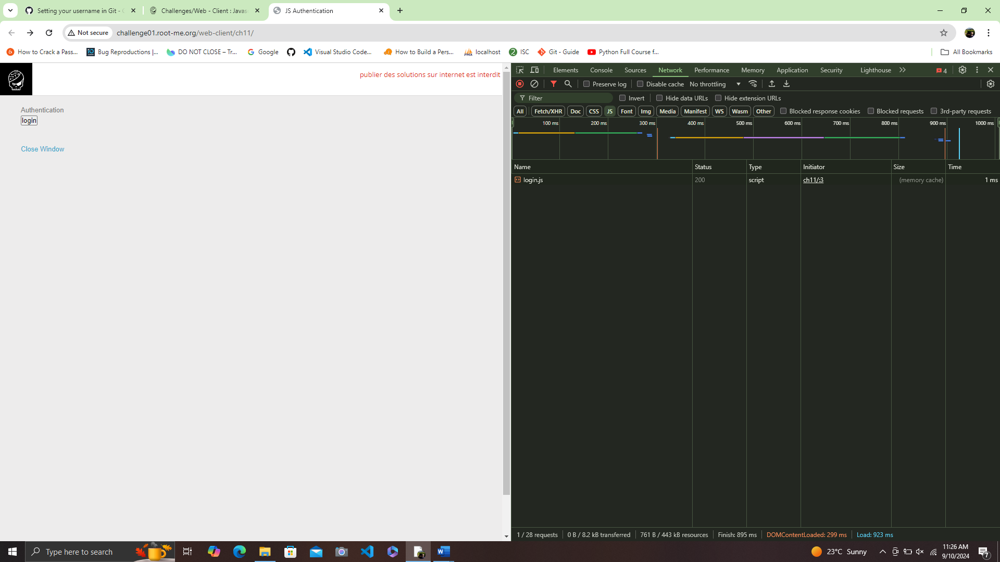 Setting your username in Git -
Challenges/Web - Client : Javas
JS Authentication
Not secure
challenge01.root-me.org/web-client/ch11/
How to Crack a Pass...
Bug Reproductions |...
DO NOT CLOSE – Tr...
Google
Visual Studio Code...
How to Build a Pers...
localhost
ISC
Git - Guide
Python Full Course f...
All Bookmarks
publier des solutions sur internet est interdit
Authentication
login
Close Window
Elements
Console
Sources
Network
Performance
Memory
Application
Security
Lighthouse
4
Preserve log
Disable cache
No throttling
Filter
Invert
Hide data URLs
Hide extension URLs
All
Fetch/XHR
Doc
CSS
JS
Font
Img
Media
Manifest
WS
Wasm
Other
Blocked response cookies
Blocked requests
3rd-party requests
100 ms
200 ms
300 ms
400 ms
500 ms
600 ms
700 ms
800 ms
900 ms
1000 ms
Name
Status
Type
Initiator
Size
Time
login.js
200
script
ch11/:3
(memory cache)
1 ms
1 / 28 requests
0 B / 8.2 kB transferred
761 B / 443 kB resources
Finish: 895 ms
DOMContentLoaded: 299 ms
Load: 923 ms
Type here to search
23°C Sunny
11:26 AM
9/10/2024
7